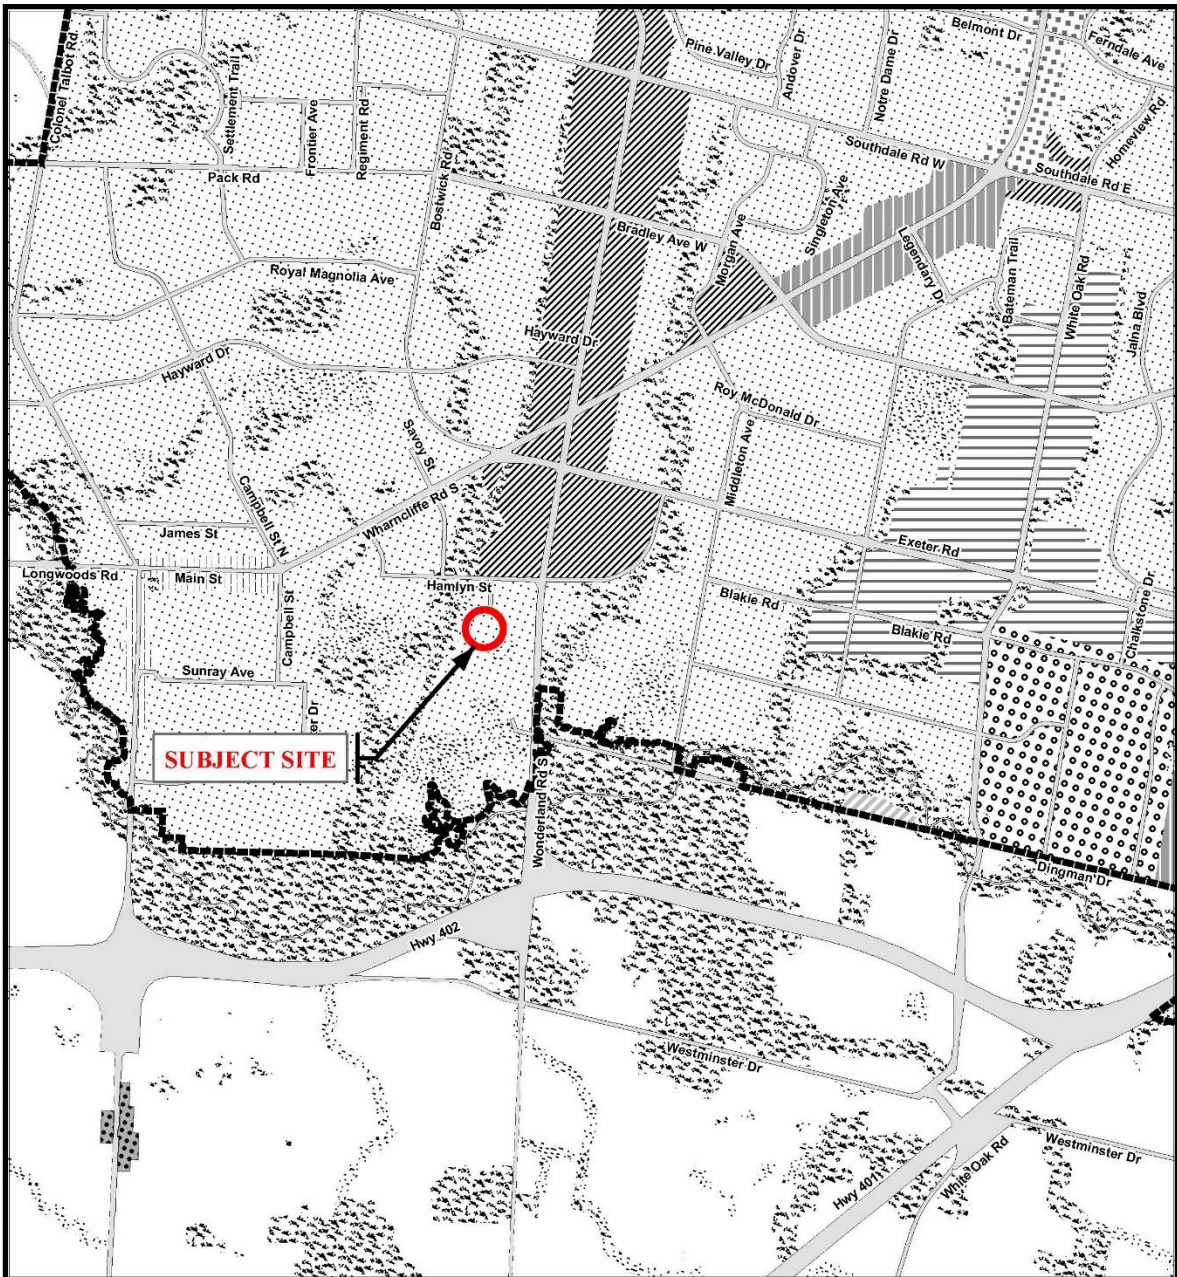 Belmont Dr
Ferndale Ave
Colonel Talbot Rd
Settlement Trail
Pine Valley Dr
Andover Dr
Notre Dame Dr
Homeview Rd
Frontier Ave
Regiment Rd
Southdale Rd W
Pack Rd
Bostwick Rd
Southdale Rd E
Bradley Ave W
Morgan Ave
Singleton Ave
Legendary Dr
Bateman Trail
White Oak Rd
Royal Magnolia Ave
Jalna Blvd
Hayward Dr
Hayward Dr
Roy McDonald Dr
Savoy St
Middleton Ave
Campbell St N
Wharncliffe Rd S
James St
Exeter Rd
Longwoods Rd
Main St
Hamlyn St
Blakie Rd
Blakie Rd
Chalkstone Dr
Campbell St
Sunray Ave
er Dr
SUBJECT SITE
Wonderland Rd S
Dingman Dr
Hwy 402
Westminster Dr
Westminster Dr
Hwy 401
White Oak Rd